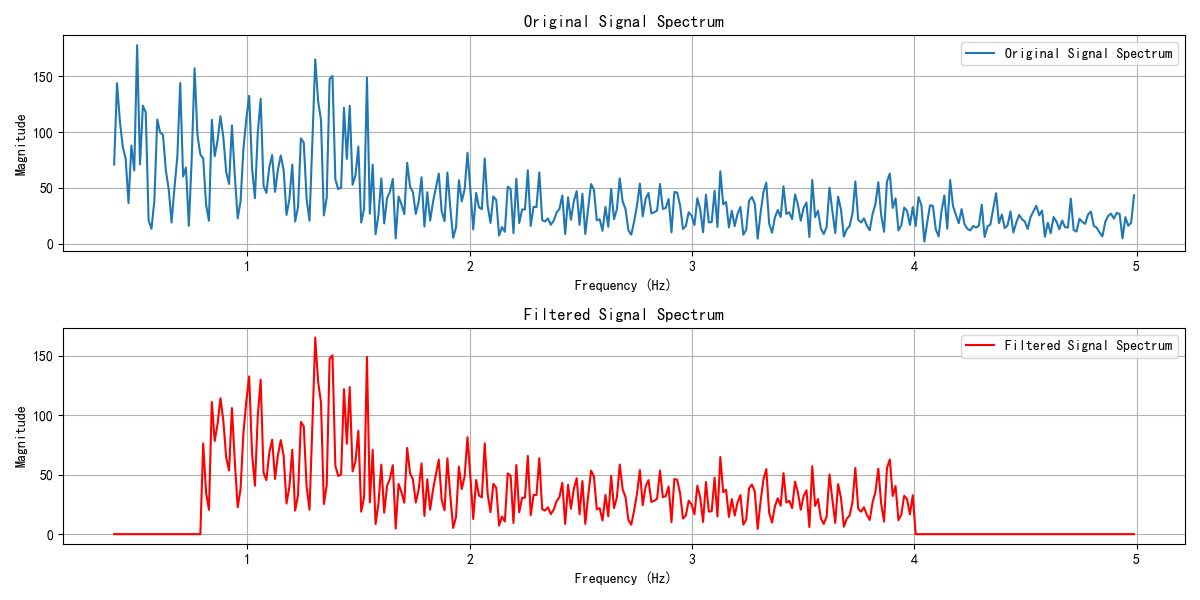 Original Signal Spectrum
Original Signal Spectrum
Magnitude
150
100
50
0
1 2 3 4 5
Frequency (Hz)
Filtered Signal Spectrum
Filtered Signal Spectrum
Magnitude
150
100
50
0
1 2 3 4 5
Frequency (Hz)